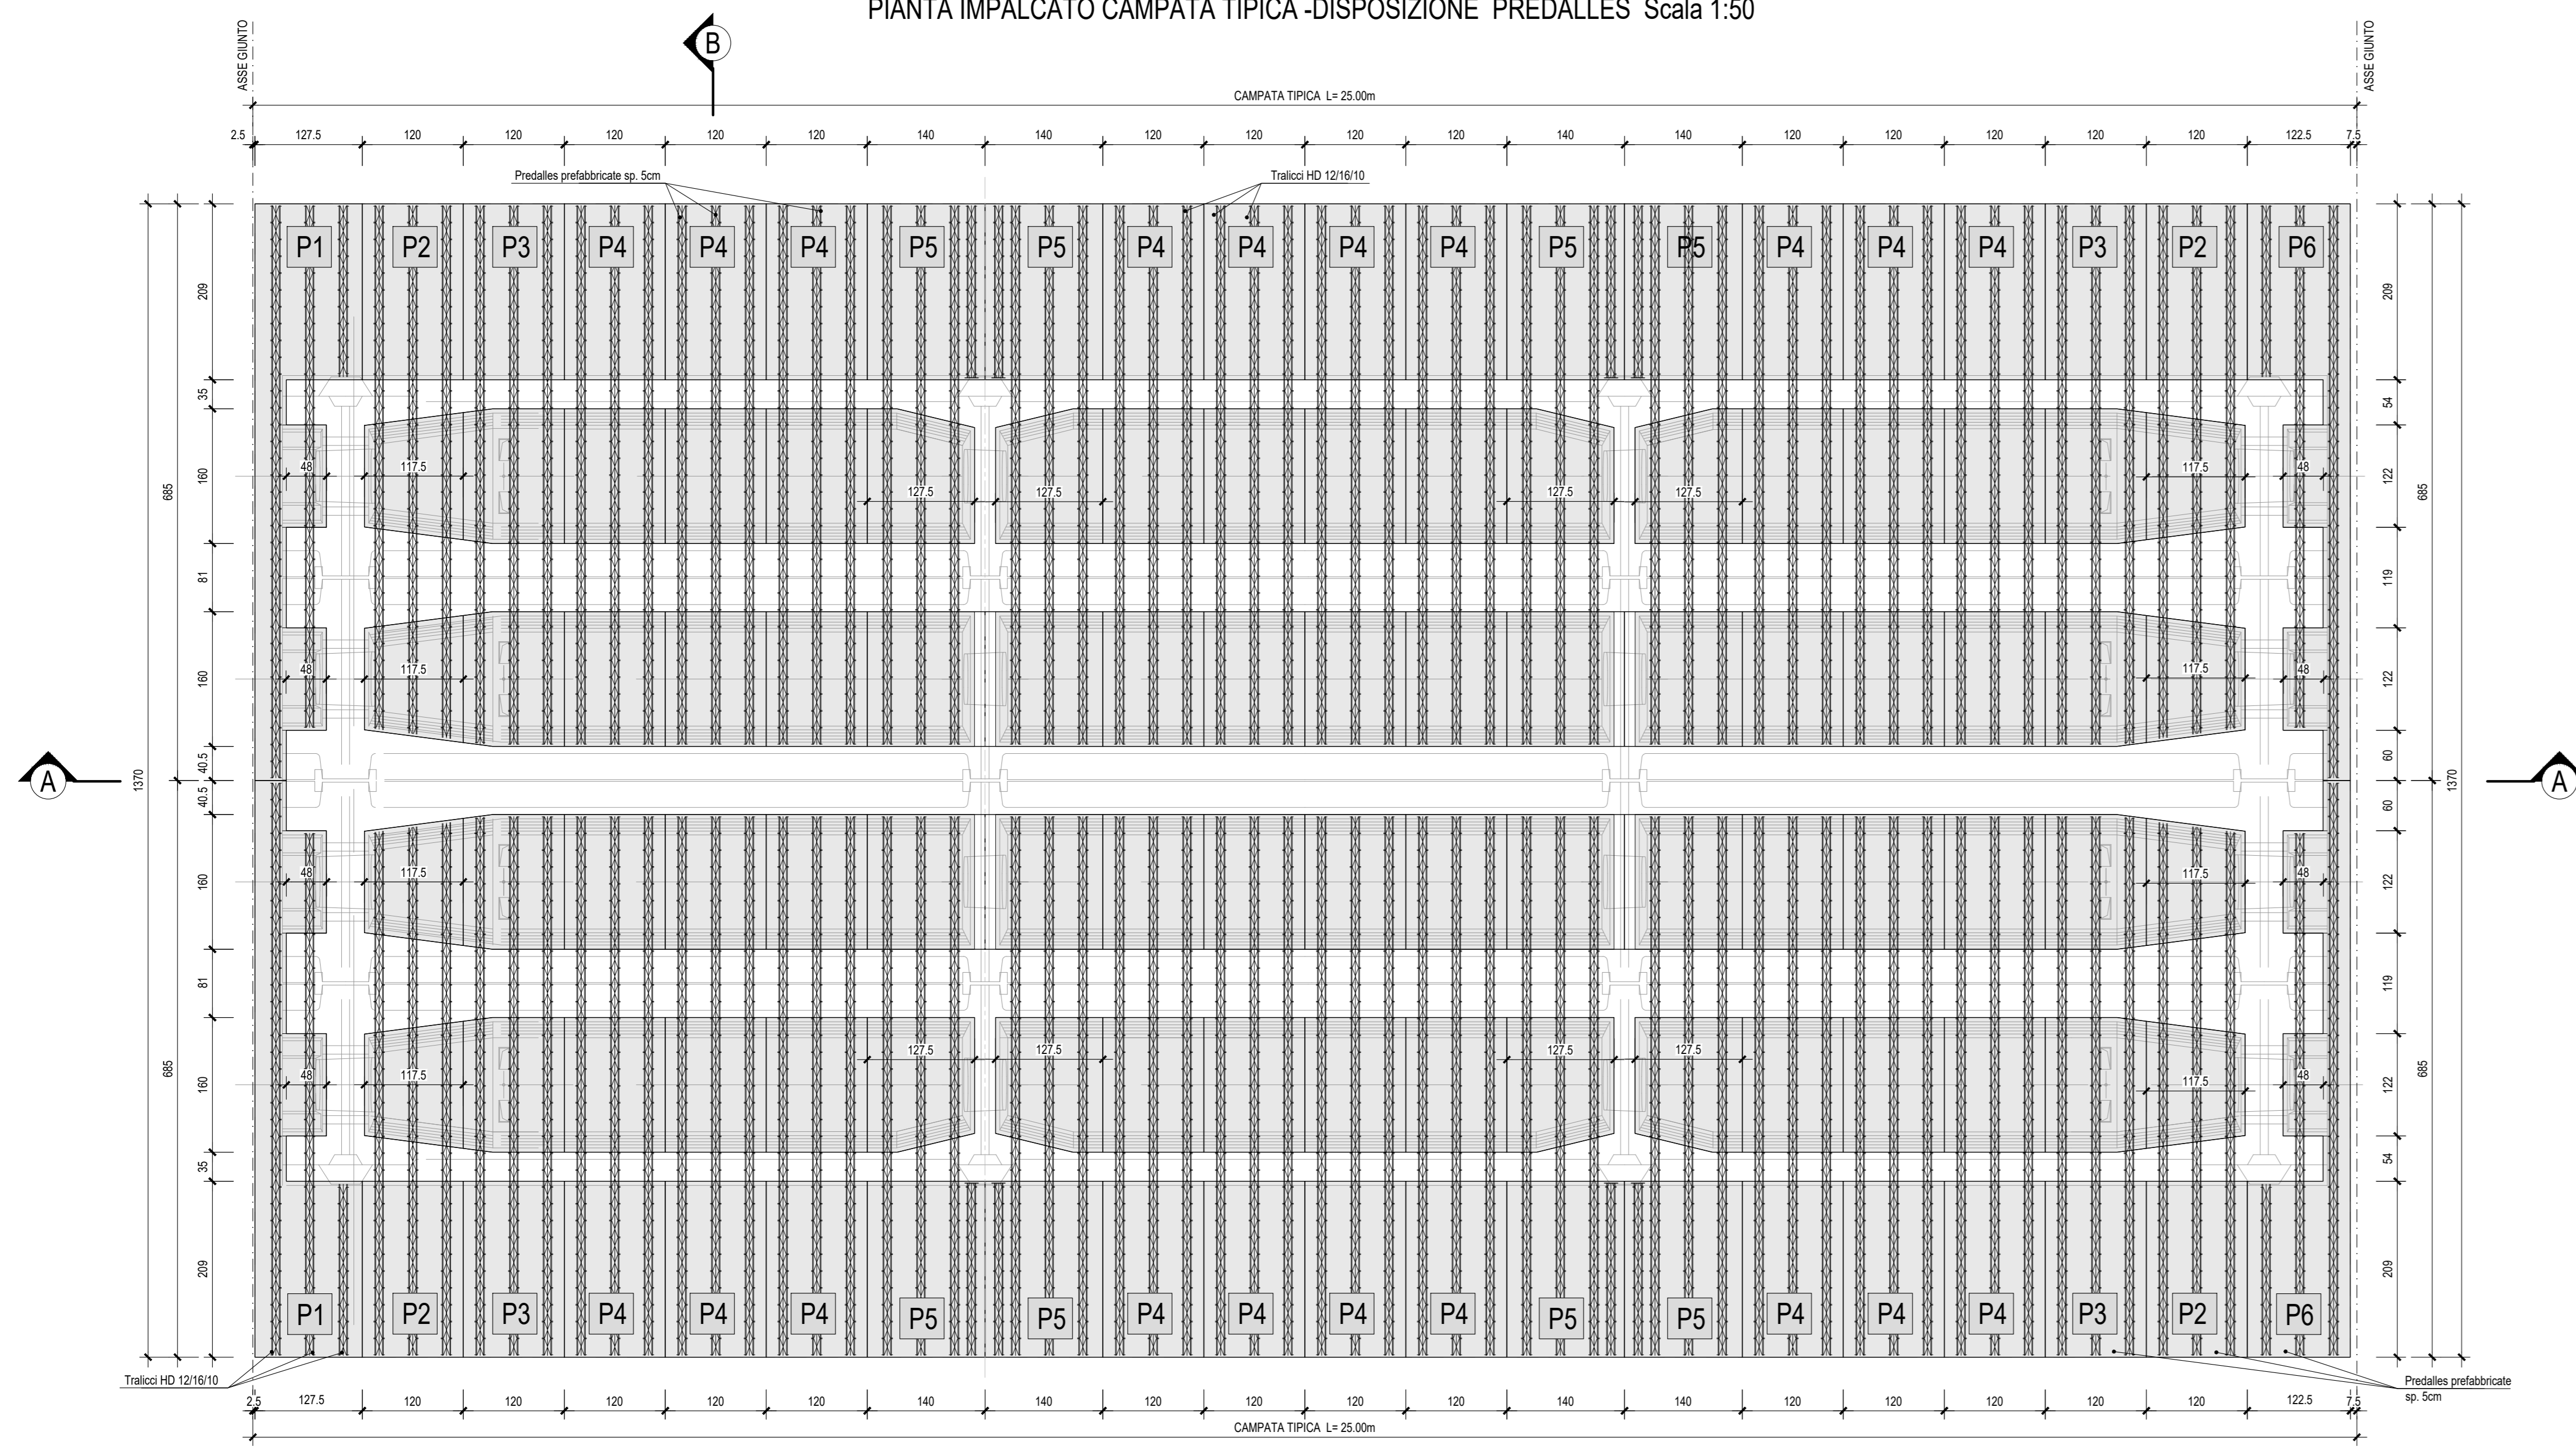 PIANTA IMPALCATO CAMPATA TIPICA -DISPOSIZIONE PREDALLES Scala 1:50
ASSE GIUNTO
B
ASSE GIUNTO
CAMPATA TIPICA L= 25.00m
2.5 127.5 120 120 120 120 120 140 140 120 120 120 120 140 140 120 120 120 120 120 122.5 7.5
Predalles prefabbricate sp. 5cm
Tralicci HD 12/16/10
P1 P2 P3 P4 P4 P4 P5 P5 P4 P4 P4 P4 P5 P5 P4 P4 P4 P3 P2 P6
209 209
35 54
48 117.5 127.5 127.5 127.5 127.5 117.5 48
160 122
685 685
81 119
48 117.5 117.5 48
160 122
40.5 60
A 1370 1370 A
40.5 60
48 117.5 117.5 48
160 122
81 119
127.5 127.5 127.5 127.5
685 685
48 117.5 117.5 48
160 122
35 54
209 209
P1 P2 P3 P4 P4 P4 P5 P5 P4 P4 P4 P4 P5 P5 P4 P4 P4 P3 P2 P6
Tralicci HD 12/16/10
Predalles prefabbricate
sp. 5cm
2.5 127.5 120 120 120 120 120 140 140 120 120 120 120 140 140 120 120 120 120 120 122.5 7.5
CAMPATA TIPICA L= 25.00m